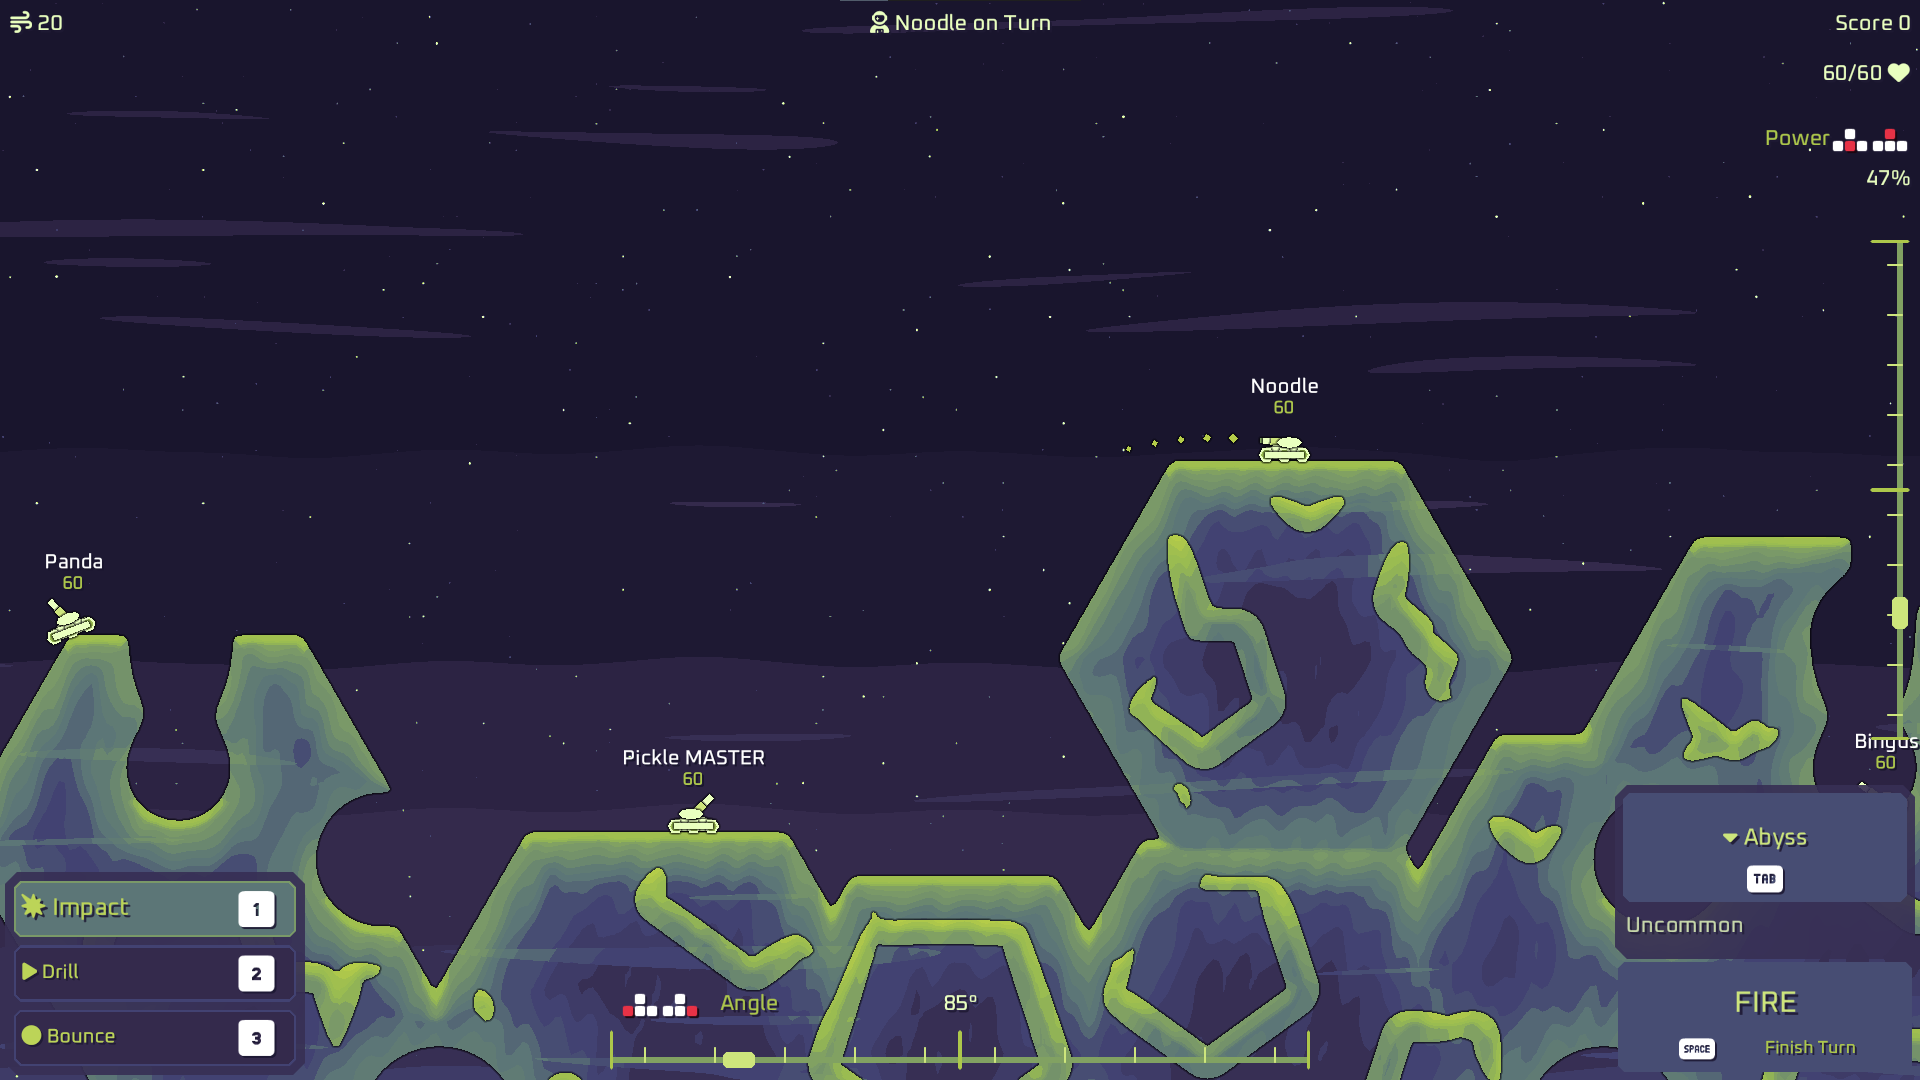 20
Noodle on Turn
Score 0
60/60
Power
47%
Noodle
60
Panda
60
Pickle MASTER
60
Bingus
60
Abyss
TAB
Uncommon
Impact
1
Drill
2
Bounce
3
Angle
85°
FIRE
SPACE
Finish Turn